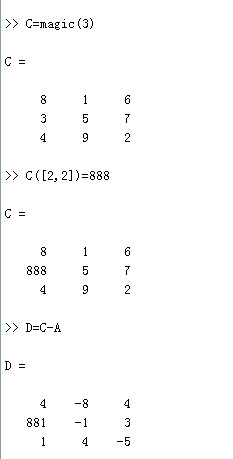 >> C=magic(3)
C =
8 1 6
3 5 7
4 9 2
>> C([2,2])=888
C =
8 1 6
888 5 7
4 9 2
>> D=C-A
D =
4 -8 4
881 -1 3
1 4 -5